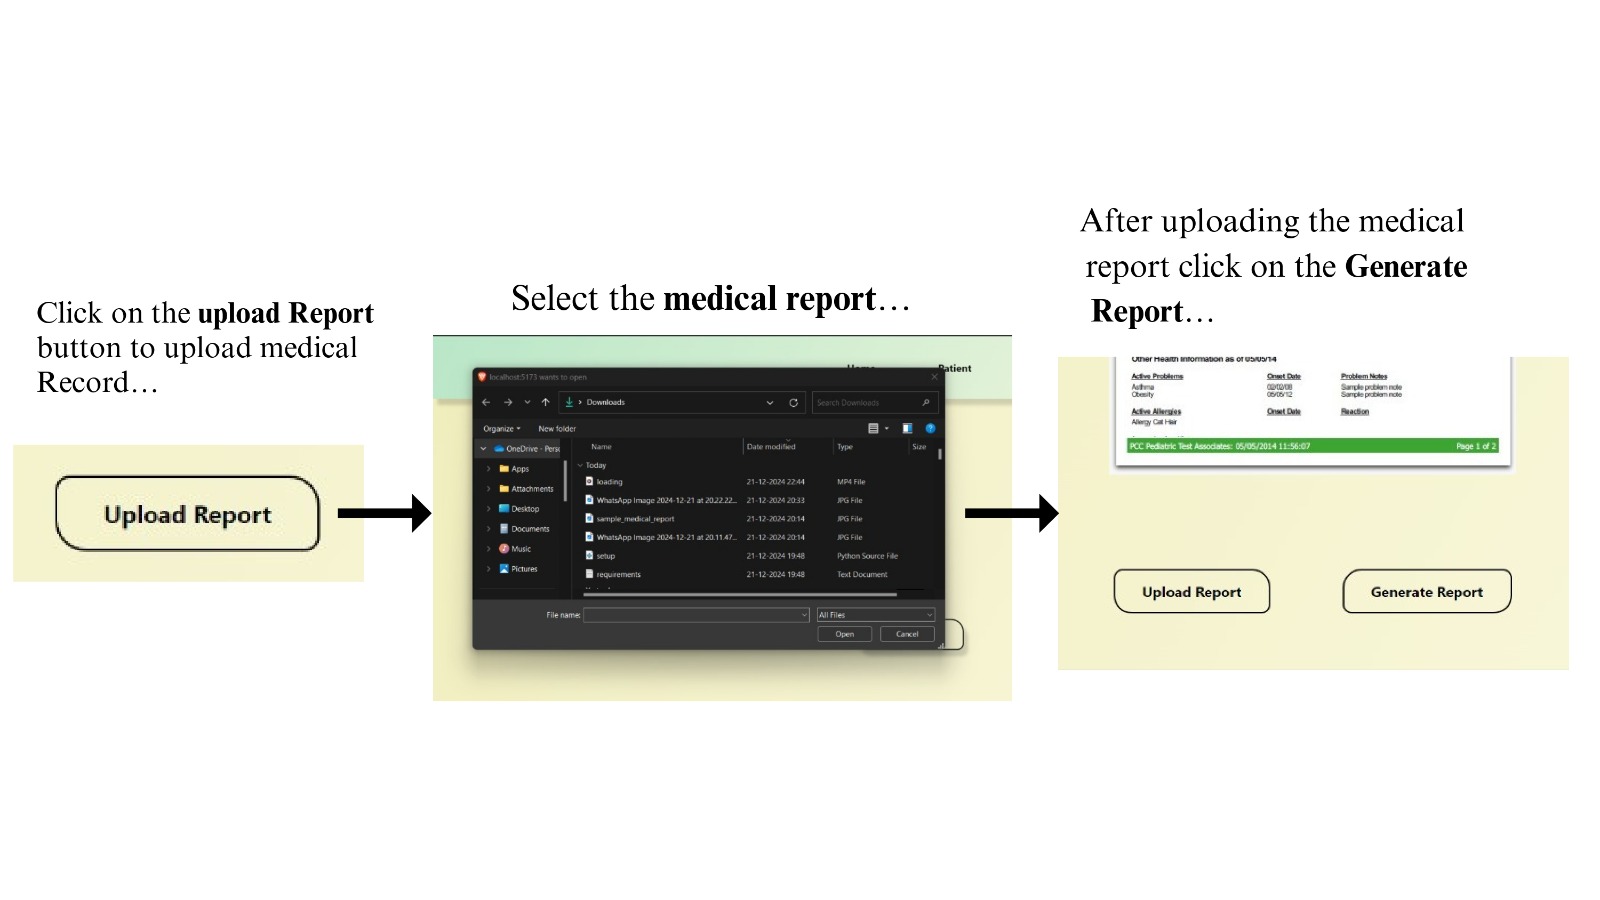 Click on the upload Report
button to upload medical
Record…
Upload Report
Select the medical report…
Patient
localhost:5173 wants to open
Downloads
Search Downloads
Organize
New folder
Name
Date modified
Type
Size
OneDrive - Perso
Today
Apps
loading
21-12-2024 22:44
MP4 File
Attachments
WhatsApp Image 2024-12-21 at 20.22.22...
21-12-2024 20:33
JPG File
Desktop
sample_medical_report
21-12-2024 20:14
JPG File
Documents
WhatsApp Image 2024-12-21 at 20.11.47...
21-12-2024 20:14
JPG File
Music
setup
21-12-2024 19:48
Python Source File
Pictures
requirements
21-12-2024 19:48
Text Document
File name:
All Files
Open
Cancel
After uploading the medical
report click on the Generate
Report…
Other Health Information as of 05/05/14
Active Problems
Onset Date
Problem Notes
Asthma
02/02/08
Sample problem note
Obesity
05/05/12
Sample problem note
Active Allergies
Onset Date
Reaction
Allergy Cat Hair
PCC Pediatric Test Associates: 05/05/2014 11:56:07
Page 1 of 2
Upload Report
Generate Report